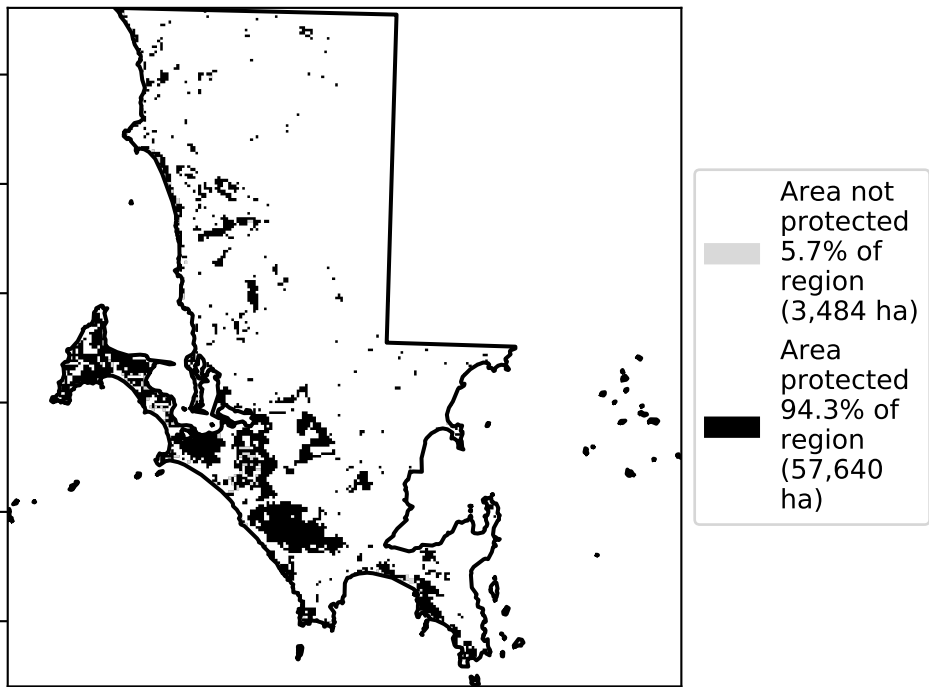 Area not
protected
5.7% of
region
(3,484 ha)
Area
protected
94.3% of
region
(57,640
ha)